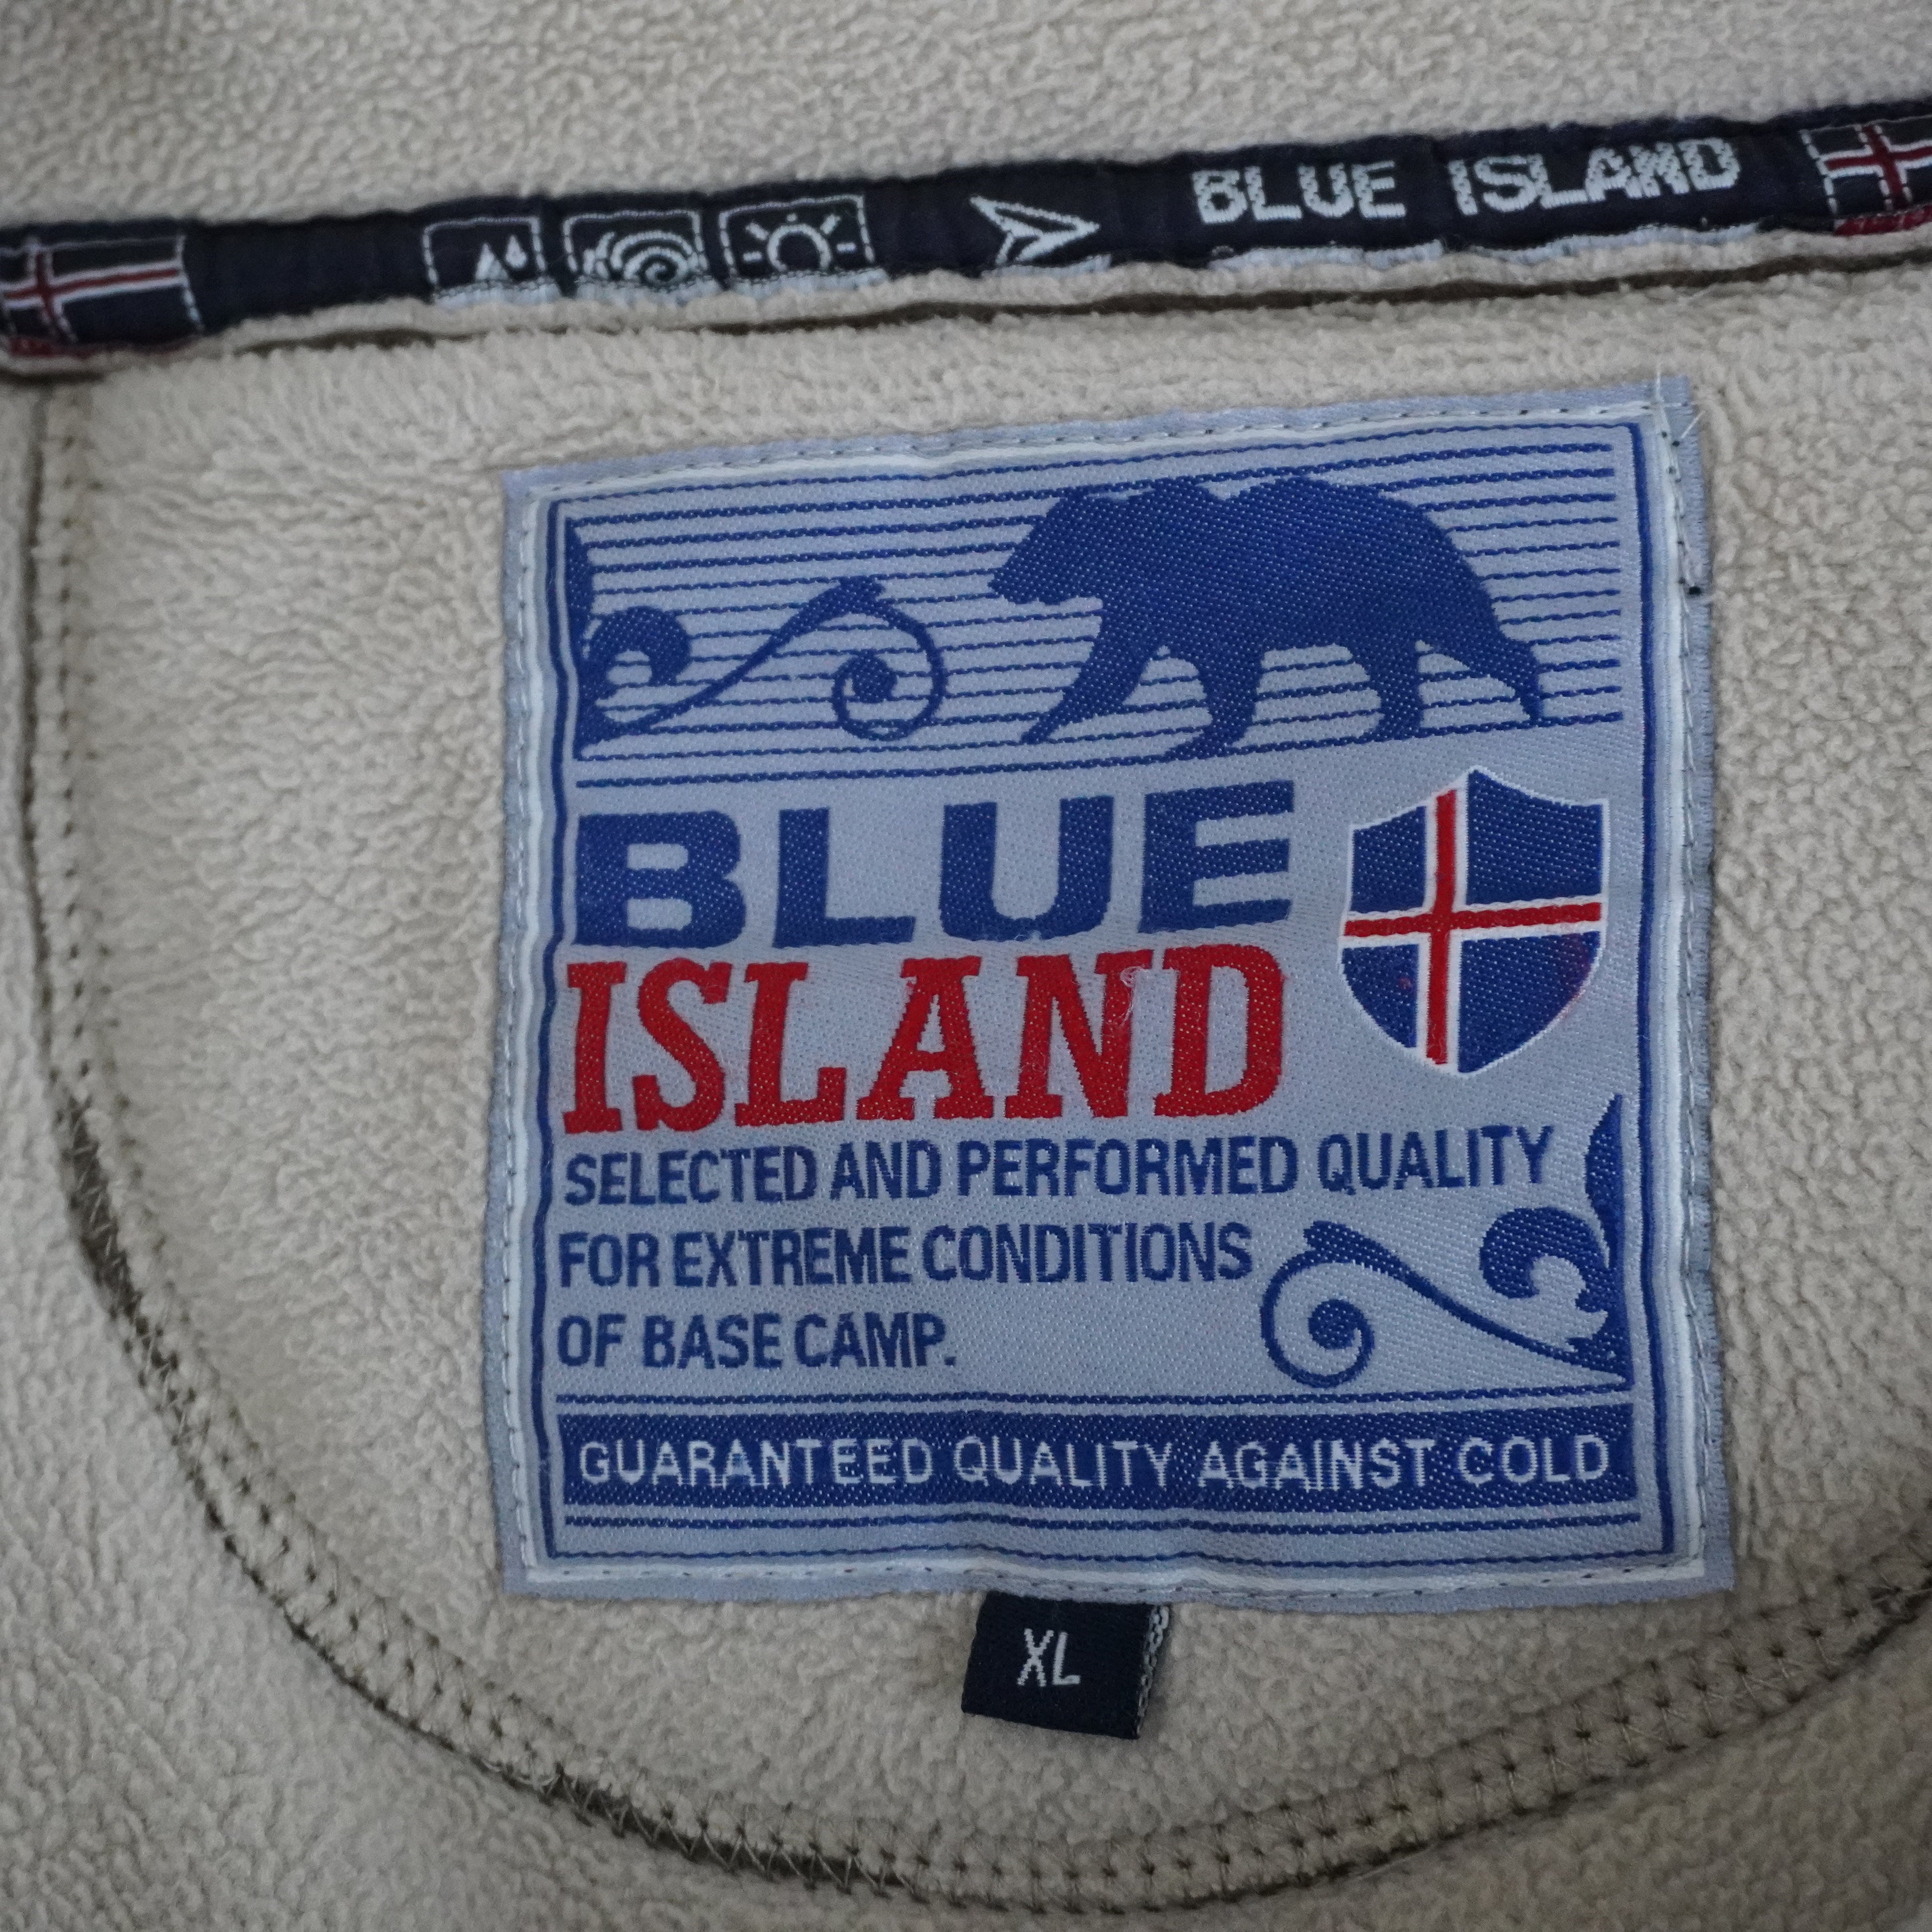 BLUE ISLAND
BLUE
ISLAND
SELECTED AND PERFORMED QUALITY
FOR EXTREME CONDITIONS
OF BASE CAMP.
GUARANTEED QUALITY AGAINST COLD
XL